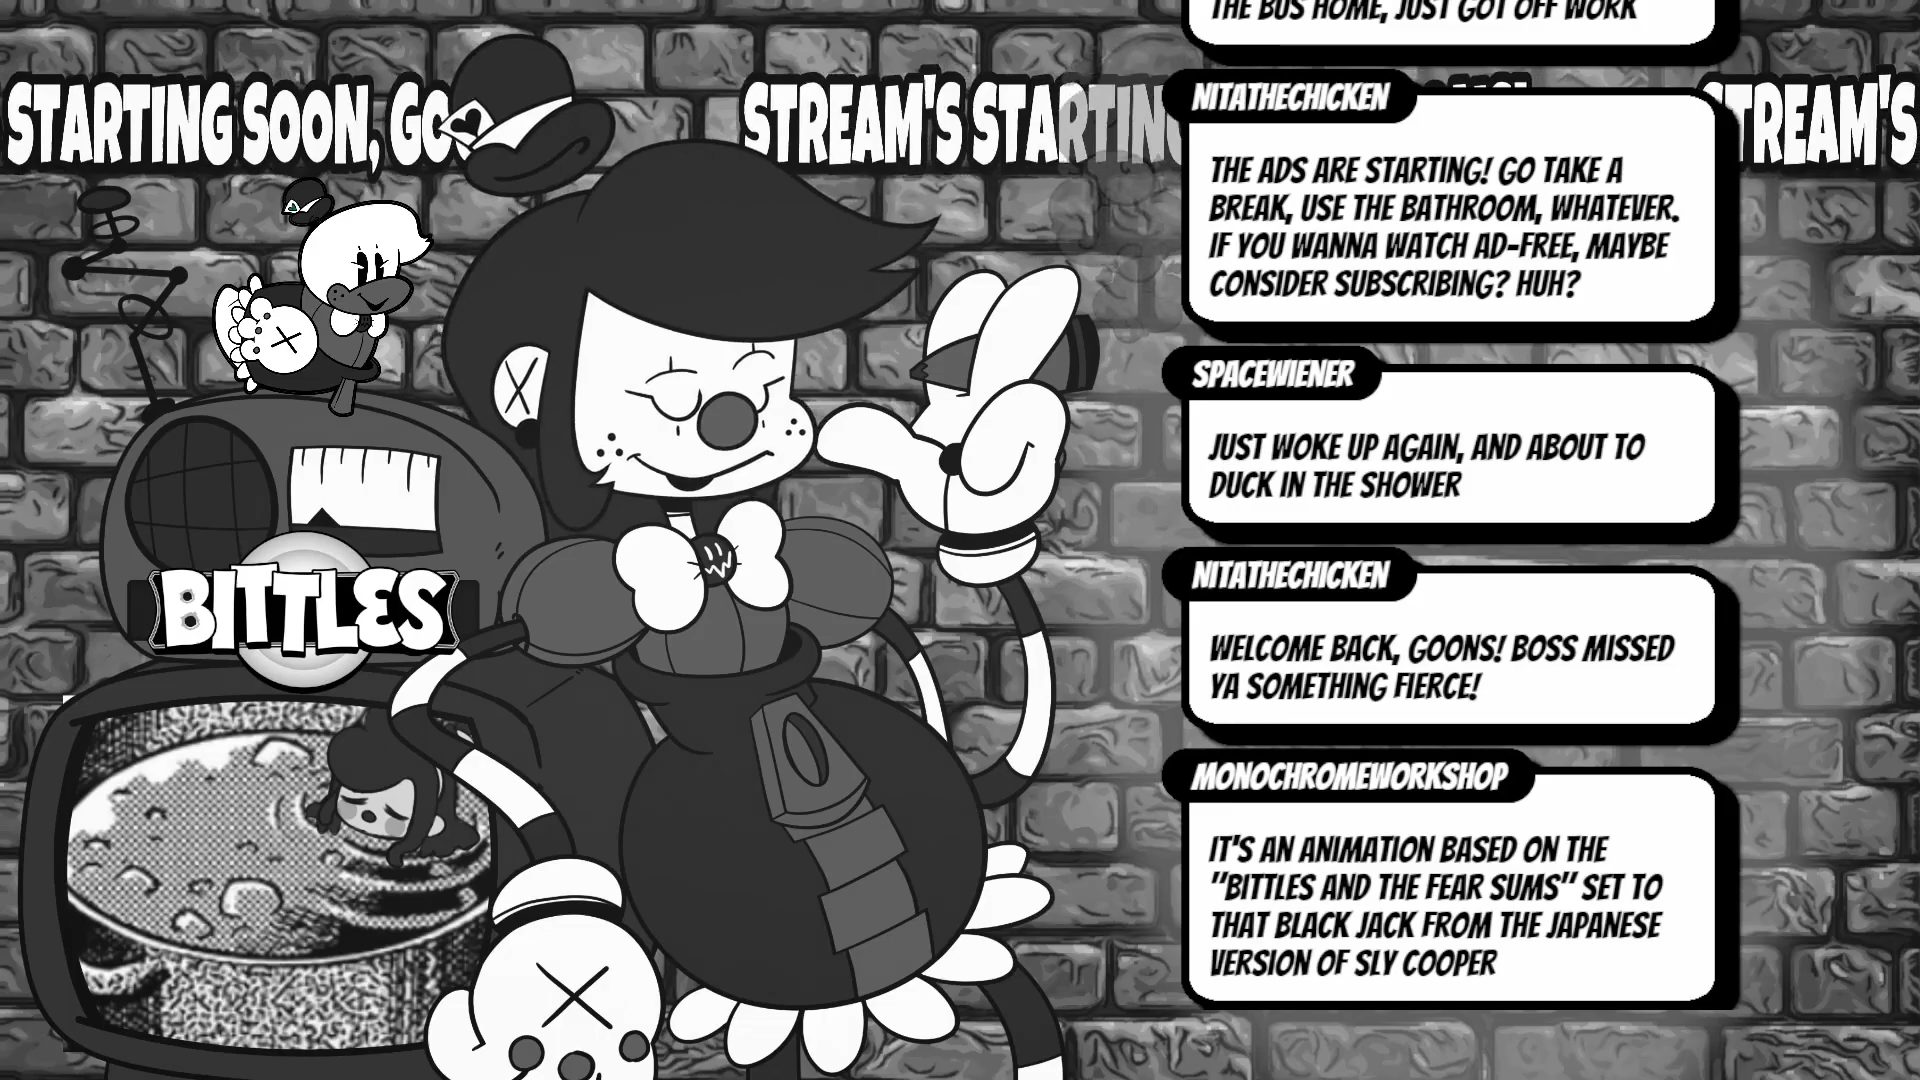 STARTING SOON, GO
STREAM'S STARTING
STREAM'S
BITTLES
THE BUS HOME, JUST GOT OFF WORK
NITATHECHICKEN
THE ADS ARE STARTING! GO TAKE A
BREAK, USE THE BATHROOM, WHATEVER.
IF YOU WANNA WATCH AD-FREE, MAYBE
CONSIDER SUBSCRIBING? HUH?
SPACEWIENER
JUST WOKE UP AGAIN, AND ABOUT TO
DUCK IN THE SHOWER
NITATHECHICKEN
WELCOME BACK, GOONS! BOSS MISSED
YA SOMETHING FIERCE!
MONOCHROMEWORKSHOP
IT'S AN ANIMATION BASED ON THE
"BITTLES AND THE FEAR SUMS" SET TO
THAT BLACK JACK FROM THE JAPANESE
VERSION OF SLY COOPER